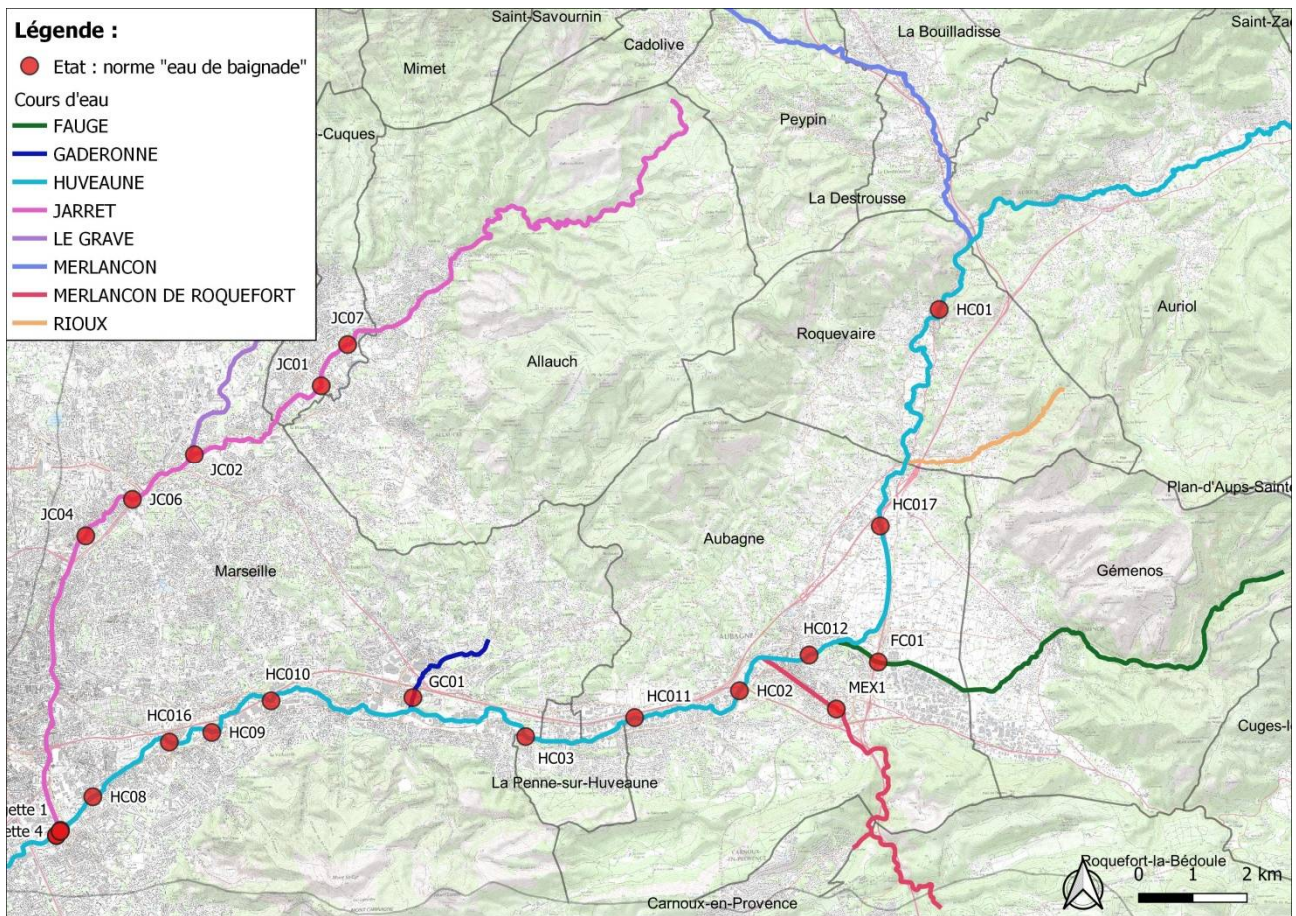 Légende :
Etat : norme "eau de baignade"
Cours d'eau
FAUGE
GADERONNE
HUVEAUNE
JARRET
LE GRAVE
MERLANCON
MERLANCON DE ROQUEFORT
RIOUX
Saint-Savournin
Cadolive
Mimet
La Bouilladisse
Saint-Za
-Cuques
Peypin
La Destrousse
JC07
HC01
Auriol
Roquevaire
JC01
Allauch
JC02
JC06
JC04
HC017
Plan-d'Aups-Sainte
Aubagne
Marseille
Gémenos
HC012
FC01
HC010
GC01
HC011
HC02
MEX1
HC016
HC09
HC03
Cuges-le
La Penne-sur-Huveaune
HC08
ette 1
ette 4
Roquefort-la-Bédoule
0 1 2 km
Carnoux-en-Provence